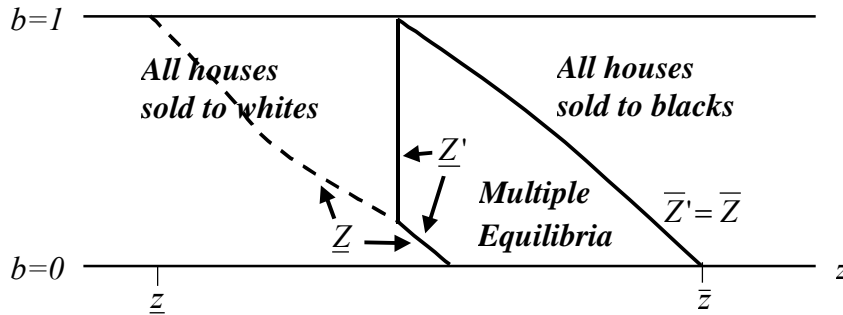 b=1
All houses
sold to whites
All houses
sold to blacks
Z̲'
Multiple
Equilibria
Z̅'=Z̅
Z̲
b=0
z
z̲
z̅